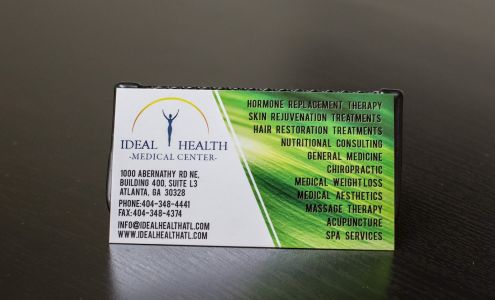 IDEAL HEALTH
-MEDICAL CENTER-
1000 ABERNATHY RD NE,
BUILDING 400, SUITE L3
ATLANTA, GA 30328
PHONE:404-348-4441
FAX:404-348-4374
INFO@IDEALHEALTHATL.COM
WWW.IDEALHEALTHATL.COM
HORMONE REPLACEMENT THERAPY
SKIN REJUVENATION TREATMENTS
HAIR RESTORATION TREATMENTS
NUTRITIONAL CONSULTING
GENERAL MEDICINE
CHIROPRACTIC
MEDICAL WEIGHTLOSS
MEDICAL AESTHETICS
MASSAGE THERAPY
ACUPUNCTURE
SPA SERVICES